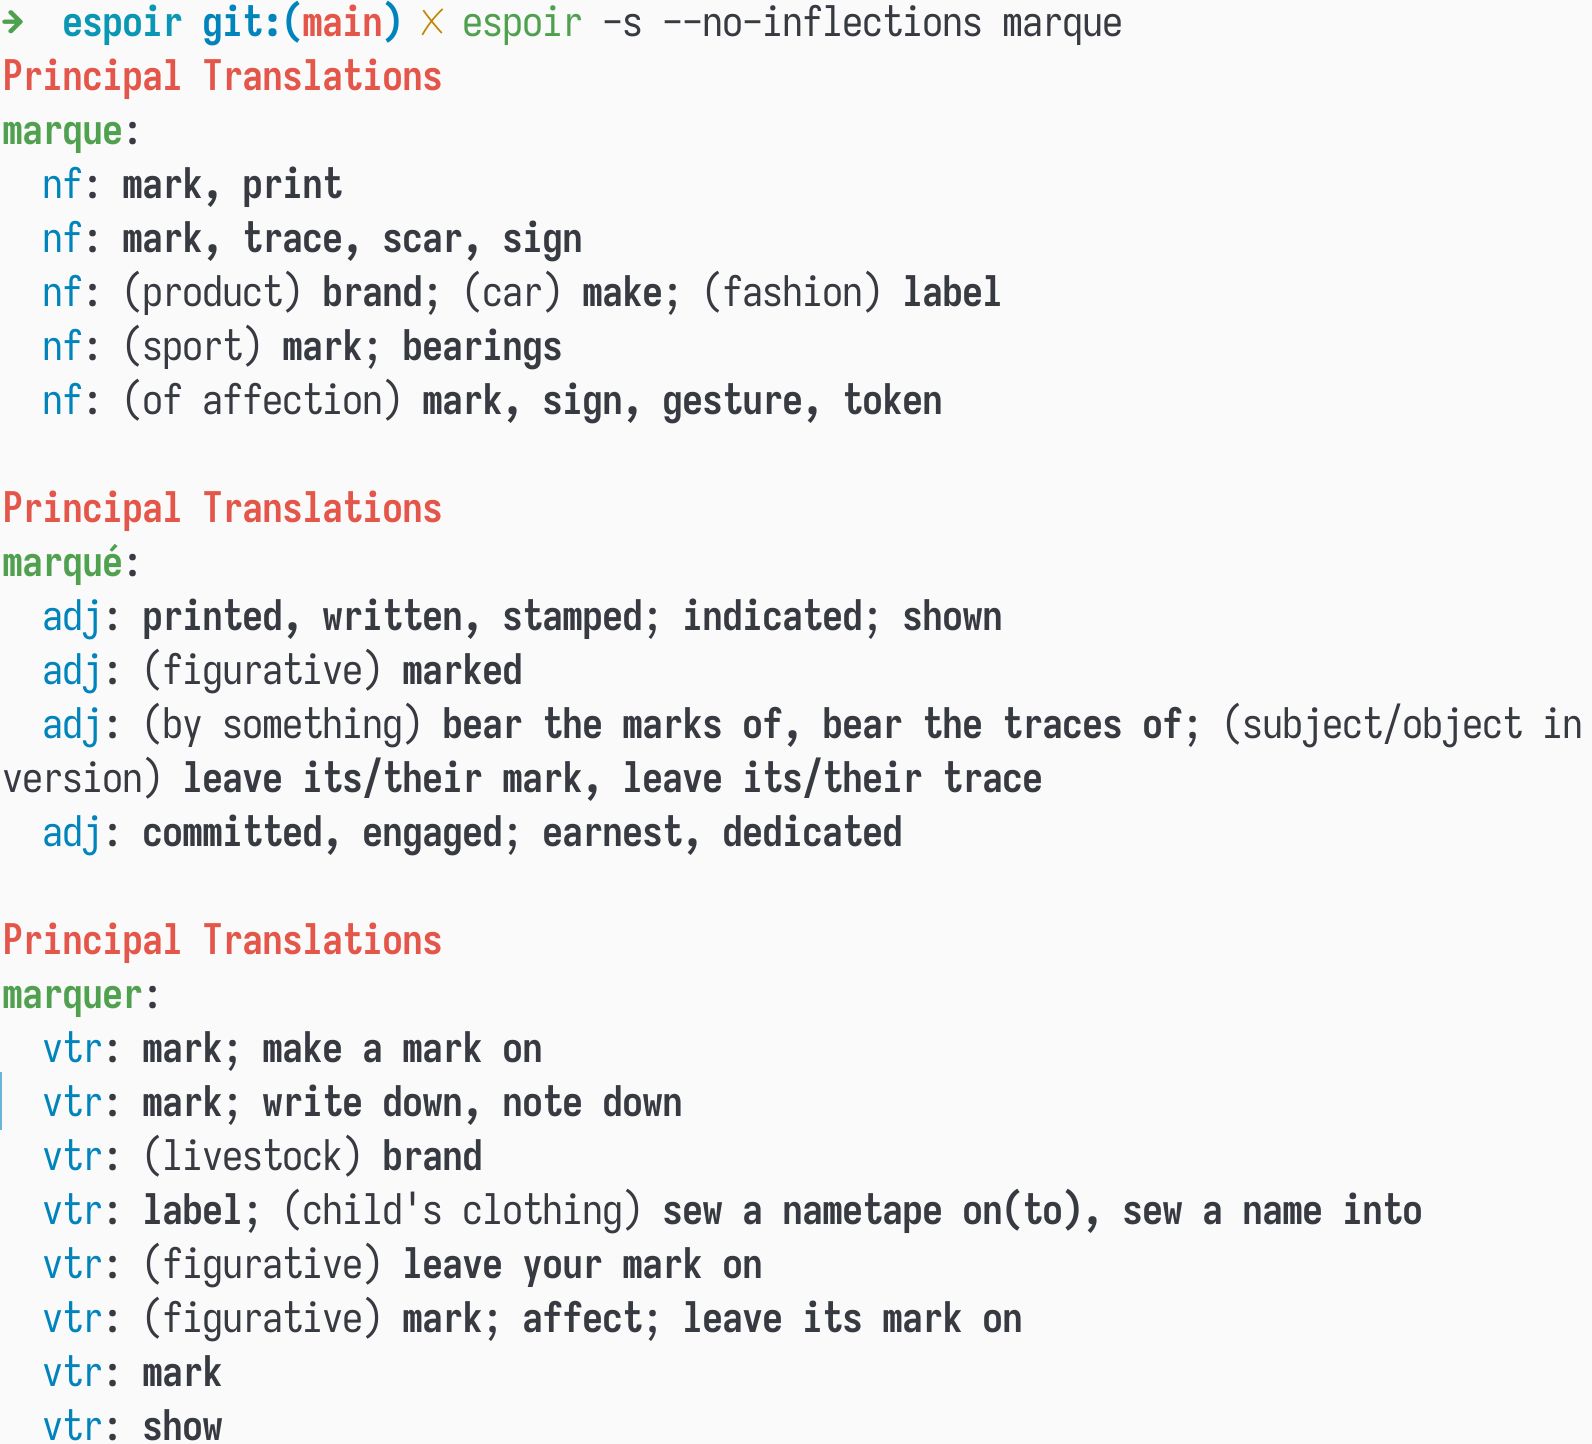 ➜  espoir git:(main) ✗ espoir -s --no-inflections marque
Principal Translations
marque:
  nf: mark, print
  nf: mark, trace, scar, sign
  nf: (product) brand; (car) make; (fashion) label
  nf: (sport) mark; bearings
  nf: (of affection) mark, sign, gesture, token

Principal Translations
marqué:
  adj: printed, written, stamped; indicated; shown
  adj: (figurative) marked
  adj: (by something) bear the marks of, bear the traces of; (subject/object in
version) leave its/their mark, leave its/their trace
  adj: committed, engaged; earnest, dedicated

Principal Translations
marquer:
  vtr: mark; make a mark on
  vtr: mark; write down, note down
  vtr: (livestock) brand
  vtr: label; (child's clothing) sew a nametape on(to), sew a name into
  vtr: (figurative) leave your mark on
  vtr: (figurative) mark; affect; leave its mark on
  vtr: mark
  vtr: show